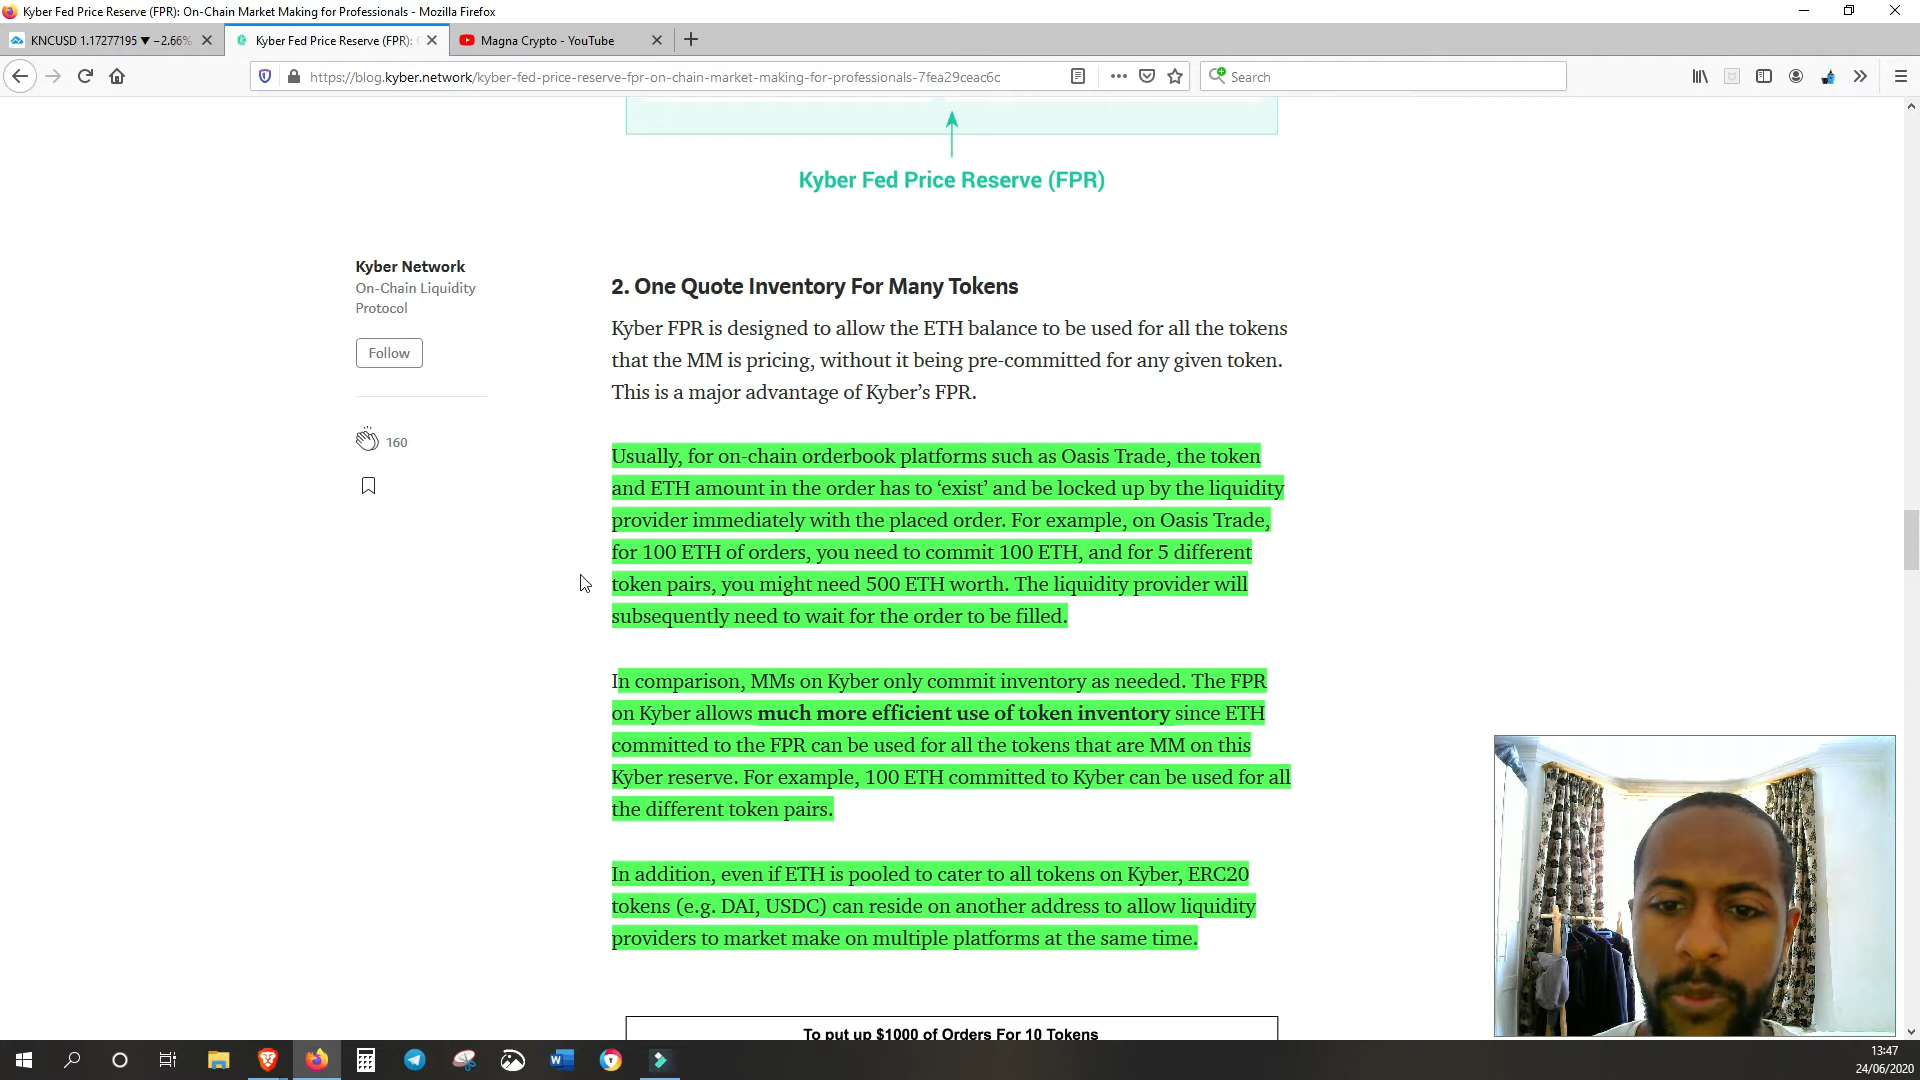 Kyber Fed Price Reserve (FPR): On-Chain Market Making for Professionals - Mozilla Firefox
KNCUSD 1.17277195 ▼ −2.66%
Kyber Fed Price Reserve (FPR):
Magna Crypto - YouTube
https://blog.kyber.network/kyber-fed-price-reserve-fpr-on-chain-market-making-for-professionals-7fea29ceac6c
Search
Kyber Fed Price Reserve (FPR)
Kyber Network
On-Chain Liquidity
Protocol
Follow
160
2. One Quote Inventory For Many Tokens
Kyber FPR is designed to allow the ETH balance to be used for all the tokens
that the MM is pricing, without it being pre-committed for any given token.
This is a major advantage of Kyber’s FPR.
Usually, for on-chain orderbook platforms such as Oasis Trade, the token
and ETH amount in the order has to ‘exist’ and be locked up by the liquidity
provider immediately with the placed order. For example, on Oasis Trade,
for 100 ETH of orders, you need to commit 100 ETH, and for 5 different
token pairs, you might need 500 ETH worth. The liquidity provider will
subsequently need to wait for the order to be filled.
In comparison, MMs on Kyber only commit inventory as needed. The FPR
on Kyber allows much more efficient use of token inventory since ETH
committed to the FPR can be used for all the tokens that are MM on this
Kyber reserve. For example, 100 ETH committed to Kyber can be used for all
the different token pairs.
In addition, even if ETH is pooled to cater to all tokens on Kyber, ERC20
tokens (e.g. DAI, USDC) can reside on another address to allow liquidity
providers to market make on multiple platforms at the same time.
To put up $1000 of Orders For 10 Tokens
13:47
24/06/2020